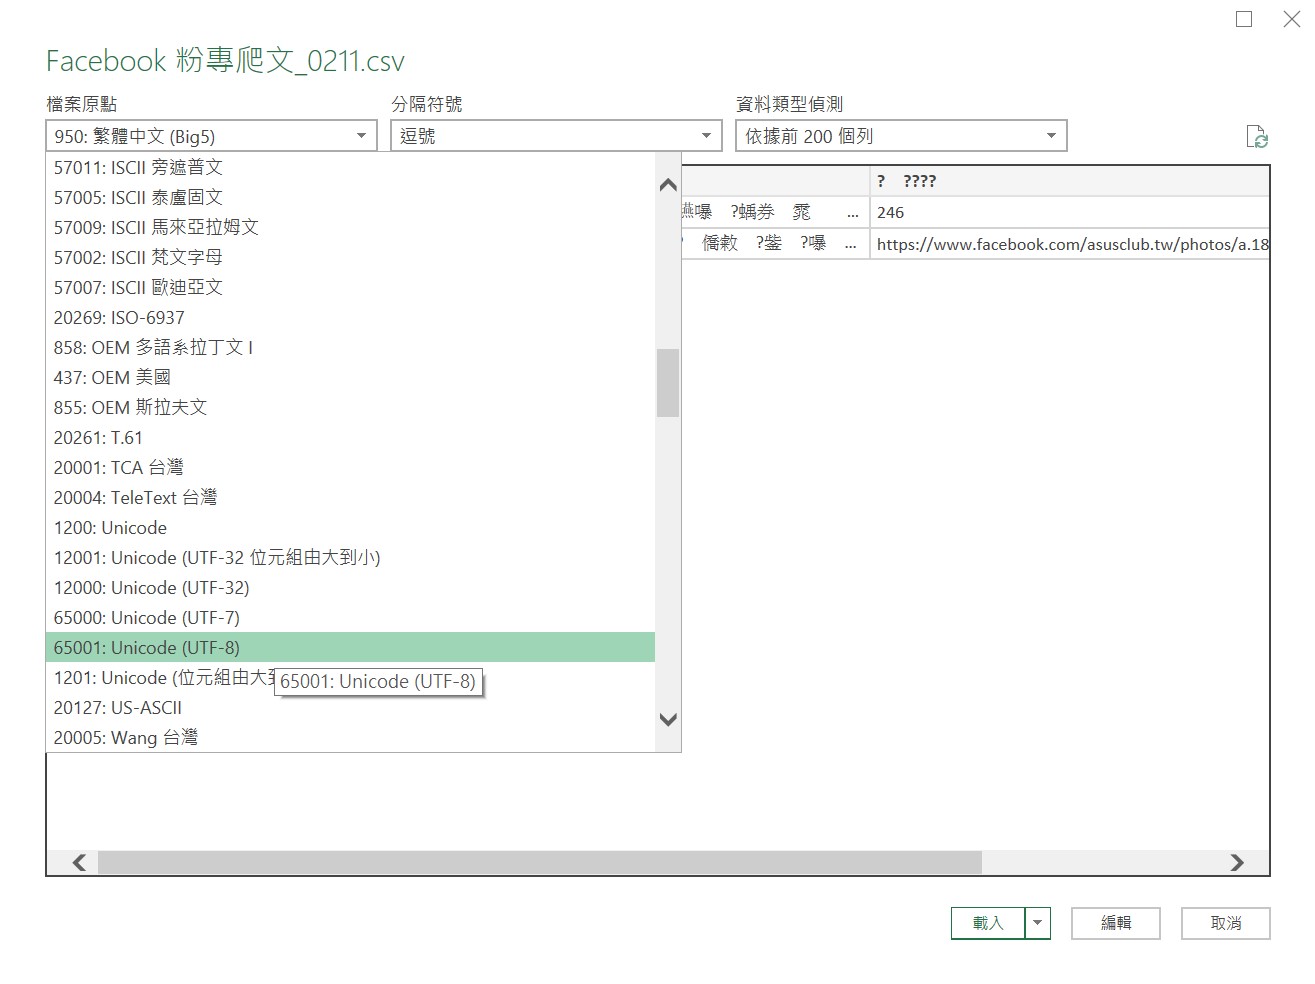 Facebook 粉專爬文_0211.csv
檔案原點 分隔符號 資料類型偵測
950: 繁體中文 (Big5) 逗號 依據前 200 個列
57011: ISCII 旁遮普文
57005: ISCII 泰盧固文
57009: ISCII 馬來亞拉姆文
57002: ISCII 梵文字母
57007: ISCII 歐迪亞文
20269: ISO-6937
858: OEM 多語系拉丁文 I
437: OEM 美國
855: OEM 斯拉夫文
20261: T.61
20001: TCA 台灣
20004: TeleText 台灣
1200: Unicode
12001: Unicode (UTF-32 位元組由大到小)
12000: Unicode (UTF-32)
65000: Unicode (UTF-7)
65001: Unicode (UTF-8)
1201: Unicode (位元組由大
65001: Unicode (UTF-8)
20127: US-ASCII
20005: Wang 台灣
? ????
曝 ?蝺券 ... 246
? 僑敹 ?曝 ... https://www.facebook.com/asusclub.tw/photos/a.18
載入 編輯 取消